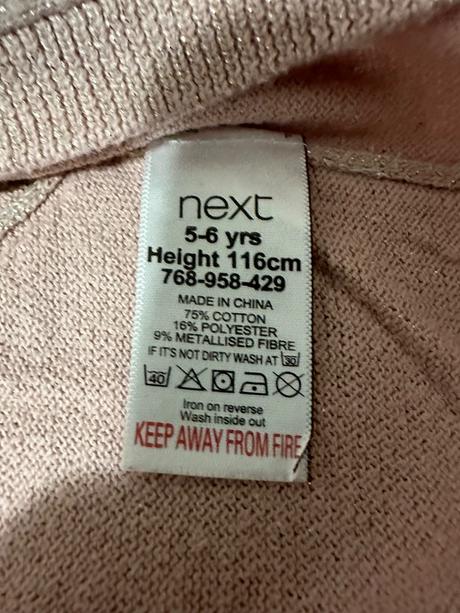 next
5-6 yrs
Height 116cm
768-958-429
MADE IN CHINA
75% COTTON
16% POLYESTER
9% METALLISED FIBRE
IF IT'S NOT DIRTY WASH AT 30
40
Iron on reverse
Wash inside out
KEEP AWAY FROM FIRE